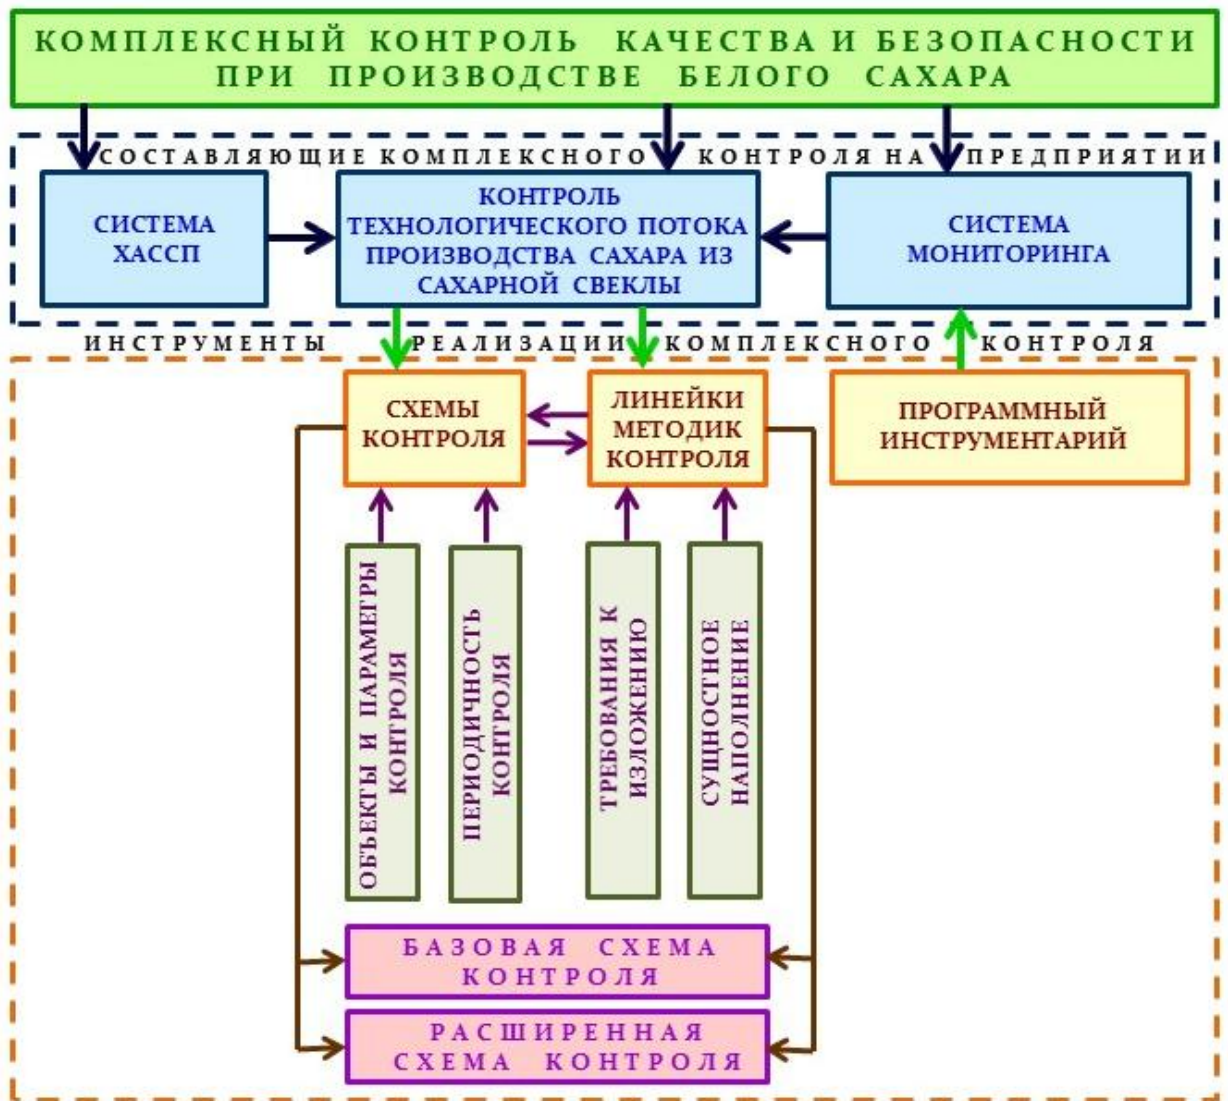 КОМПЛЕКСНЫЙ КОНТРОЛЬ КАЧЕСТВА И БЕЗОПАСНОСТИ
ПРИ ПРОИЗВОДСТВЕ БЕЛОГО САХАРА
СОСТАВЛЯЮЩИЕ КОМПЛЕКСНОГО КОНТРОЛЯ НА ПРЕДПРИЯТИИ
СИСТЕМА
ХАССП
КОНТРОЛЬ
ТЕХНОЛОГИЧЕСКОГО ПОТОКА
ПРОИЗВОДСТВА САХАРА ИЗ
САХАРНОЙ СВЕКЛЫ
СИСТЕМА
МОНИТОРИНГА
ИНСТРУМЕНТЫ РЕАЛИЗАЦИИ КОМПЛЕКСНОГО КОНТРОЛЯ
СХЕМЫ
КОНТРОЛЯ
ЛИНЕЙКИ
МЕТОДИК
КОНТРОЛЯ
ПРОГРАММНЫЙ
ИНСТРУМЕНТАРИЙ
ОБЪЕКТЫ И ПАРАМЕТРЫ
КОНТРОЛЯ
ПЕРИОДИЧНОСТЬ
КОНТРОЛЯ
ТРЕБОВАНИЯ К
ИЗЛОЖЕНИЮ
СУЩНОСТНОЕ
НАПОЛНЕНИЕ
БАЗОВАЯ СХЕМА
КОНТРОЛЯ
РАСШИРЕННАЯ
СХЕМА КОНТРОЛЯ